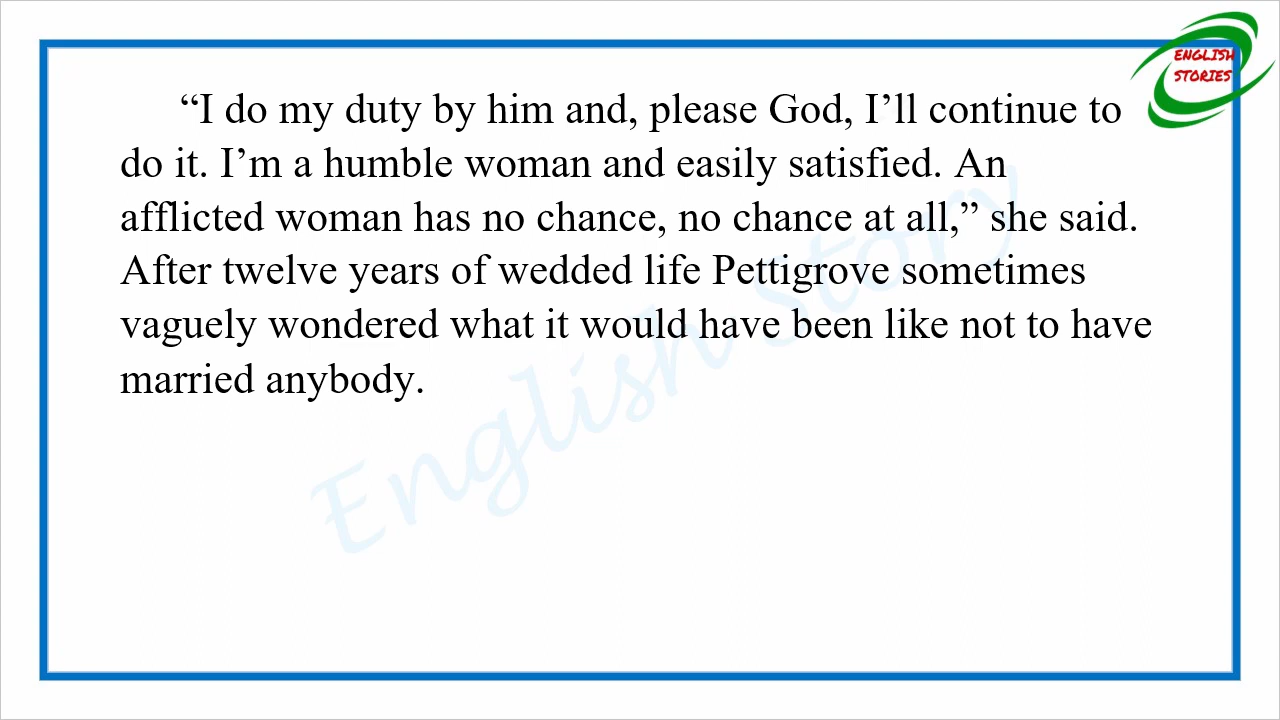 ENGLISH
STORIES
“I do my duty by him and, please God, I’ll continue to
do it. I’m a humble woman and easily satisfied. An
afflicted woman has no chance, no chance at all,” she said.
After twelve years of wedded life Pettigrove sometimes
vaguely wondered what it would have been like not to have
married anybody.
English Story